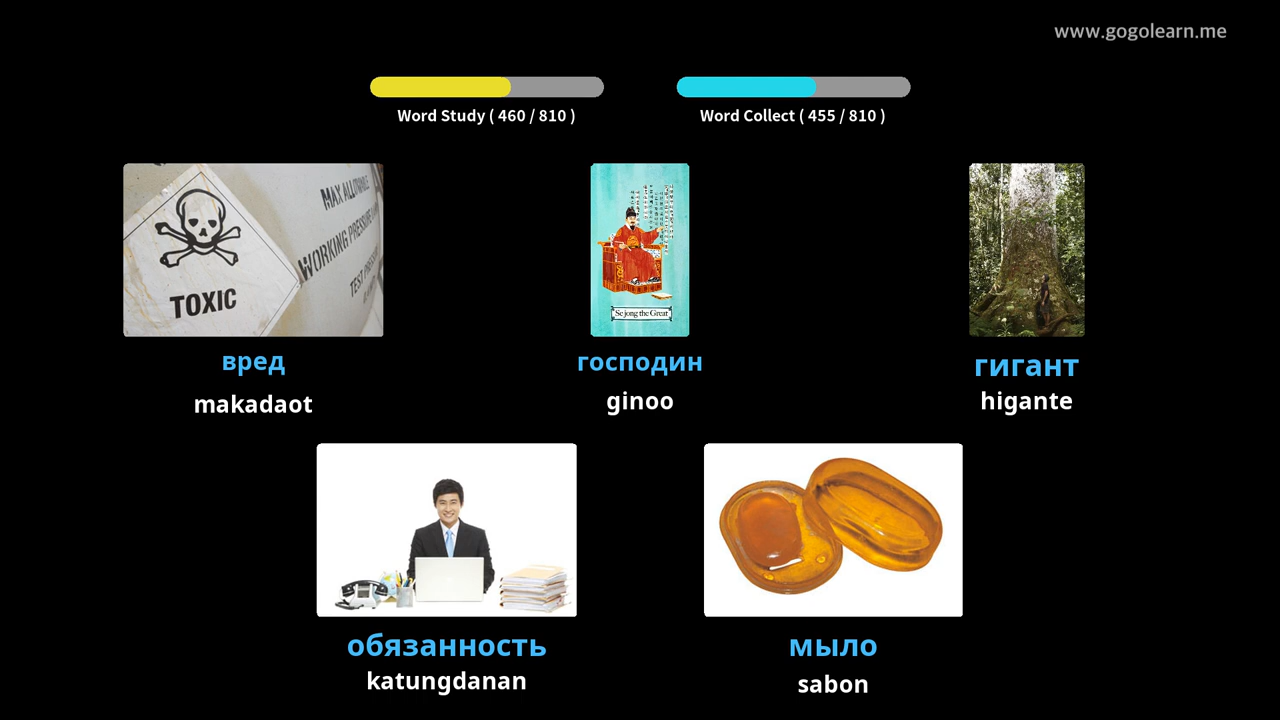 www.gogolearn.me
Word Study ( 460 / 810 )
Word Collect ( 455 / 810 )
TOXIC
MAX ALLOWABLE
WORKING PRESSURE
Sejong the Great
вред
господин
гигант
makadaot
ginoo
higante
обязанность
мыло
katungdanan
sabon